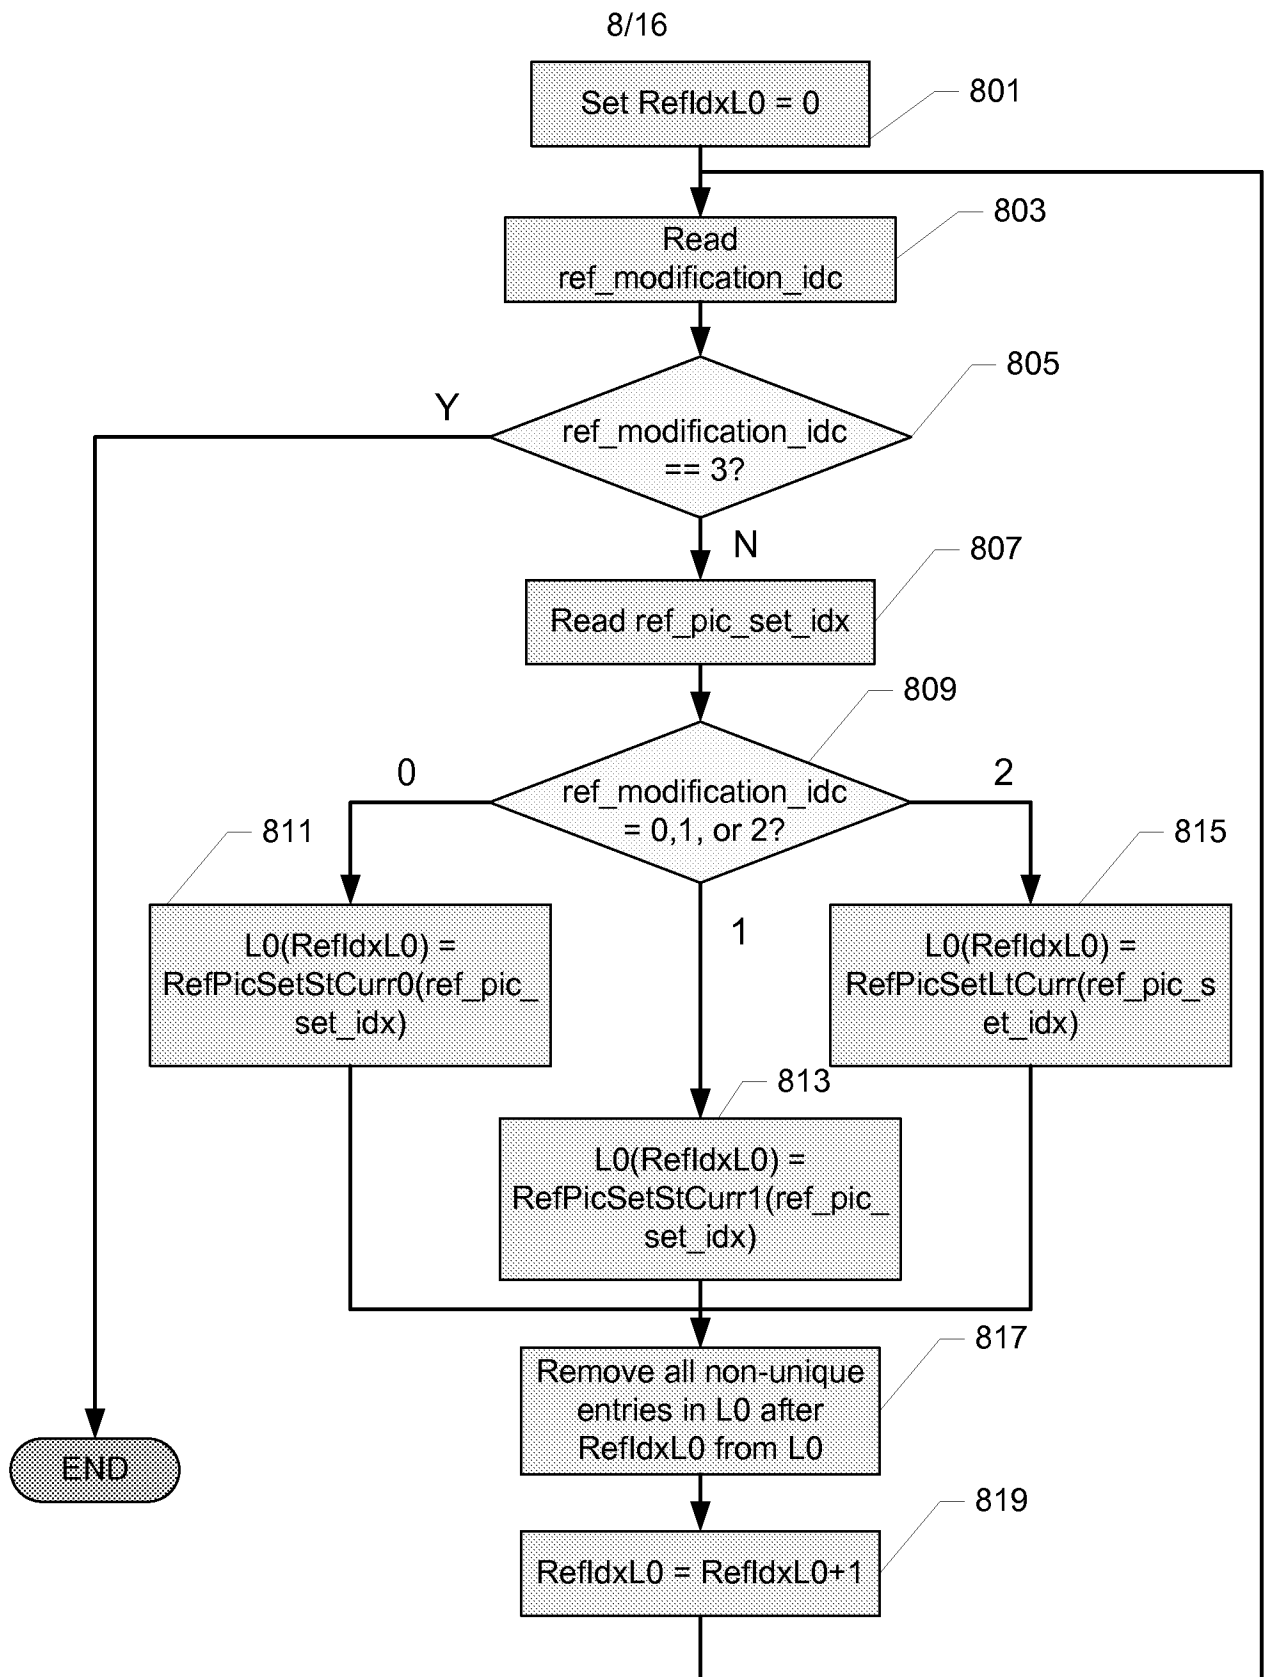 8/16
Set RefIdxL0 = 0
801
Read
ref_modification_idc
803
ref_modification_idc
== 3?
805
Y
N
Read ref_pic_set_idx
807
ref_modification_idc
= 0,1, or 2?
809
0
2
1
L0(RefIdxL0) =
RefPicSetStCurr0(ref_pic_
set_idx)
811
L0(RefIdxL0) =
RefPicSetLtCurr(ref_pic_s
et_idx)
815
L0(RefIdxL0) =
RefPicSetStCurr1(ref_pic_
set_idx)
813
Remove all non-unique
entries in L0 after
RefIdxL0 from L0
817
END
RefIdxL0 = RefIdxL0+1
819